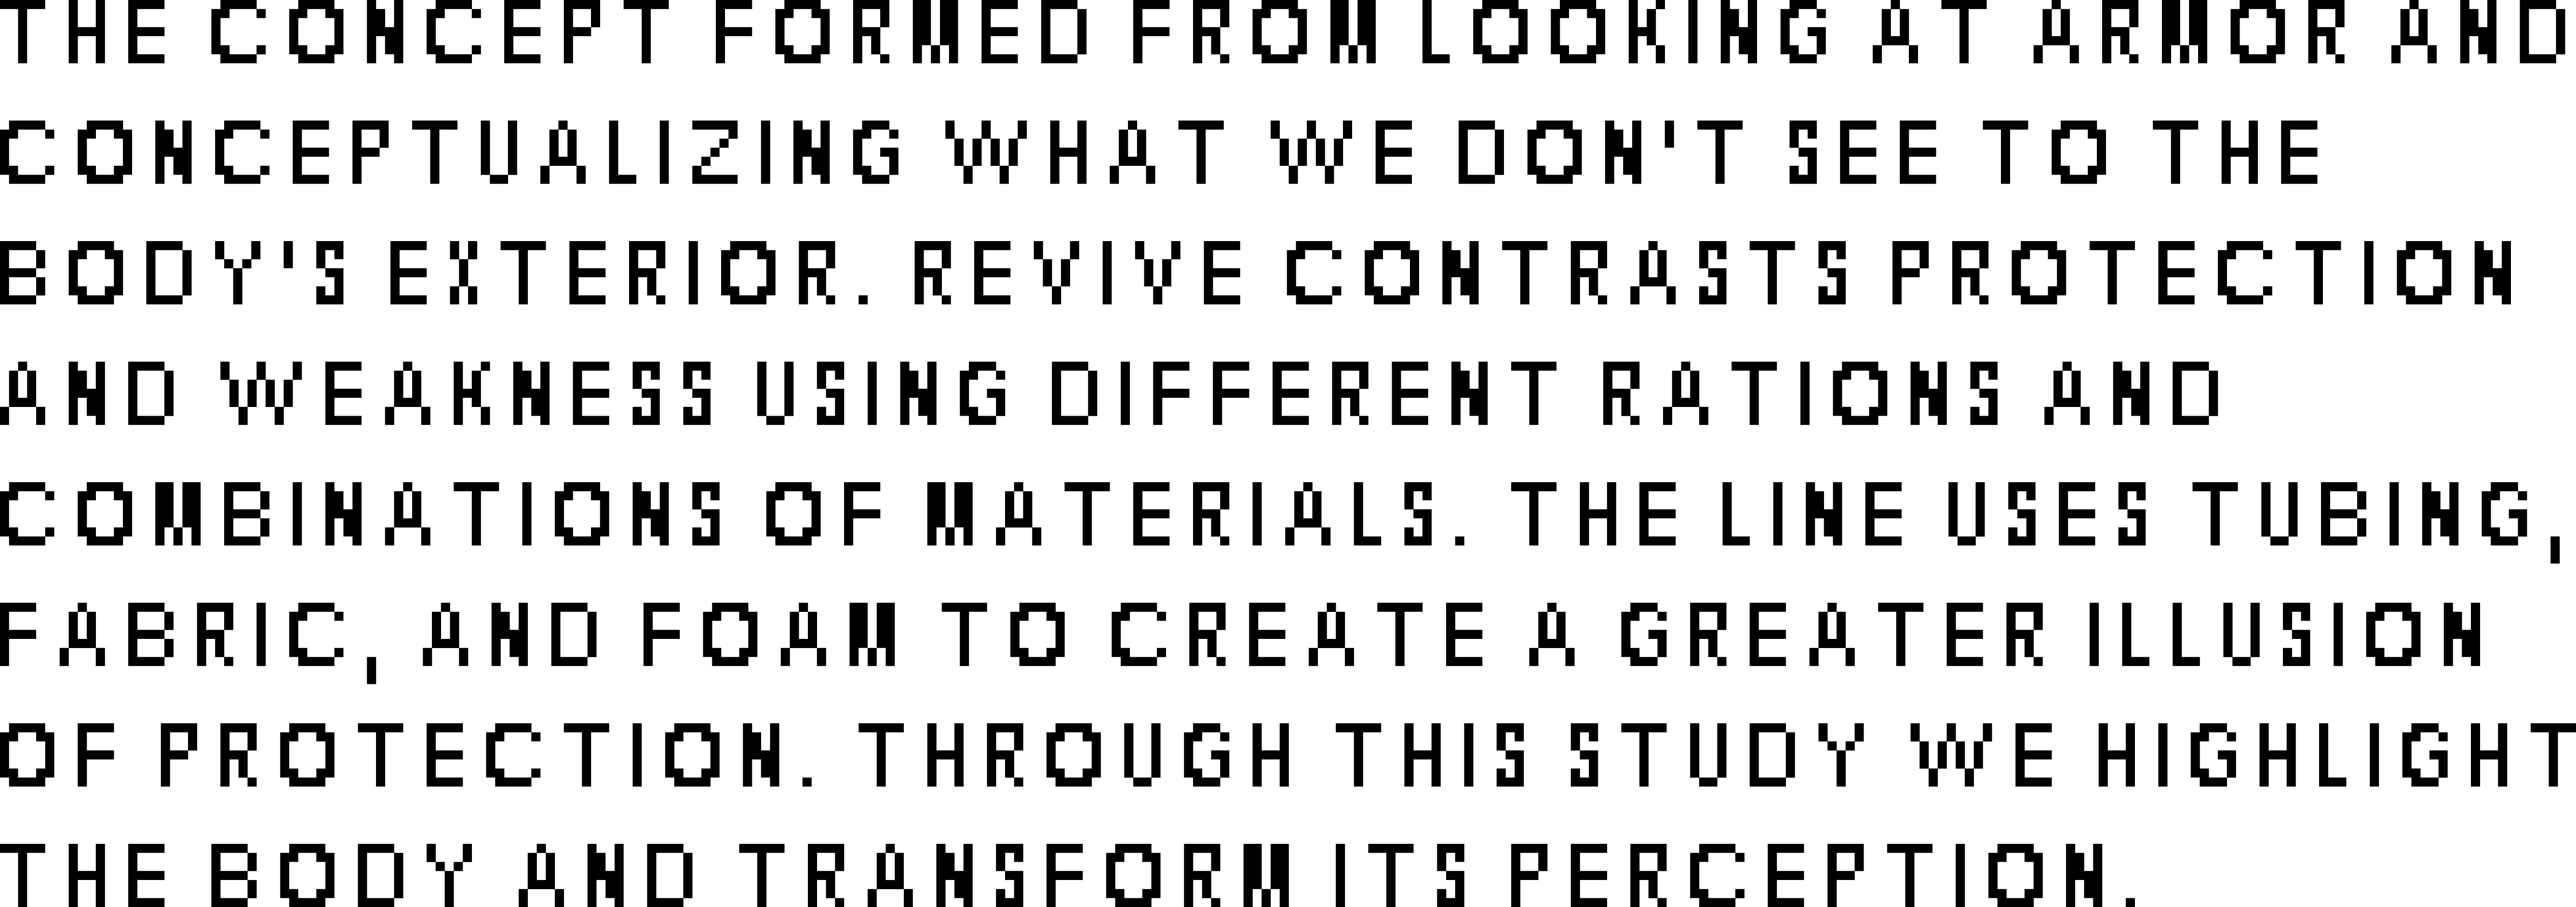 THE CONCEPT FORMED FROM LOOKING AT ARMOR AND
CONCEPTUALIZING WHAT WE DON'T SEE TO THE
BODY'S EXTERIOR. REVIVE CONTRASTS PROTECTION
AND WEAKNESS USING DIFFERENT RATIONS AND
COMBINATIONS OF MATERIALS. THE LINE USES TUBING,
FABRIC, AND FOAM TO CREATE A GREATER ILLUSION
OF PROTECTION. THROUGH THIS STUDY WE HIGHLIGHT
THE BODY AND TRANSFORM ITS PERCEPTION.